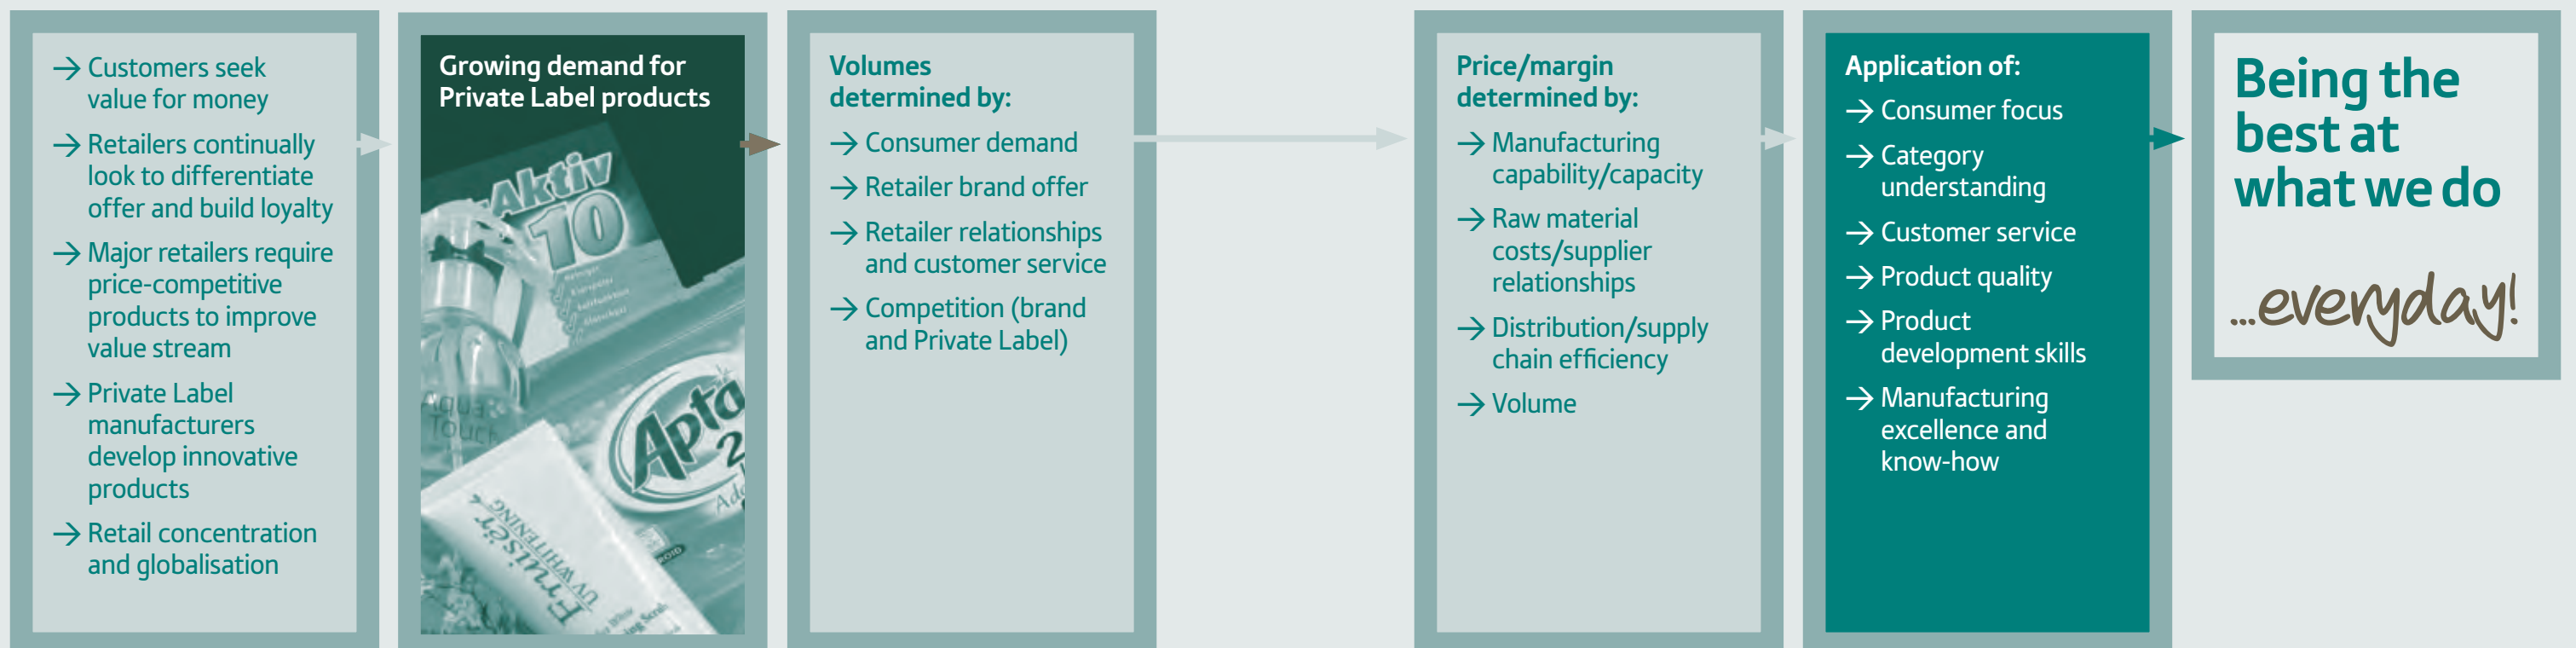 → Customers seek
value for money
→ Retailers continually
look to differentiate
offer and build loyalty
→ Major retailers require
price-competitive
products to improve
value stream
→ Private Label
manufacturers
develop innovative
products
→ Retail concentration
and globalisation
Growing demand for
Private Label products
Aktiv
10
Aqua
Touch
Apta
2
Fruiser
UV WHITENING
Volumes
determined by:
→ Consumer demand
→ Retailer brand offer
→ Retailer relationships
and customer service
→ Competition (brand
and Private Label)
Price/margin
determined by:
→ Manufacturing
capability/capacity
→ Raw material
costs/supplier
relationships
→ Distribution/supply
chain efficiency
→ Volume
Application of:
→ Consumer focus
→ Category
understanding
→ Customer service
→ Product quality
→ Product
development skills
→ Manufacturing
excellence and
know-how
Being the
best at
what we do
...everyday!